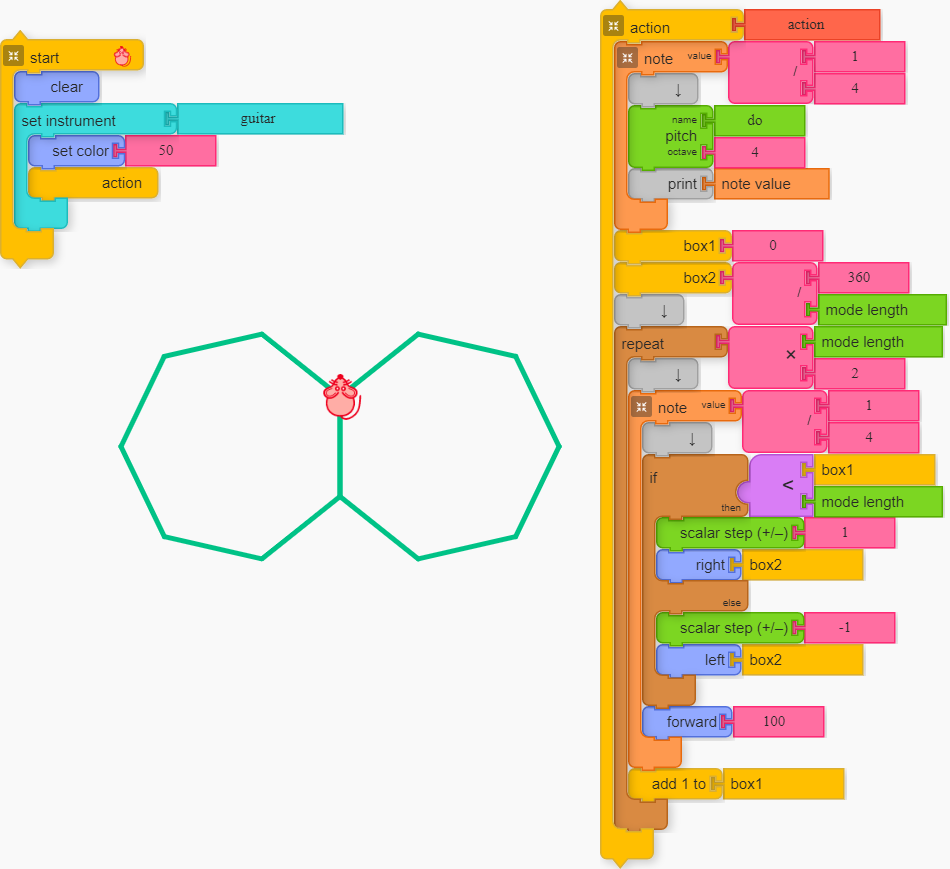 start
clear
set instrument guitar
set color 50
action
action action
note value 1
/
4
↓
name do
pitch
octave 4
print note value
box1 0
box2 360
/
↓ mode length
repeat mode length
×
↓ 2
note value 1
/
↓ 4
if box1
<
then mode length
scalar step (+/–) 1
right box2
else
scalar step (+/–) -1
left box2
forward 100
add 1 to box1